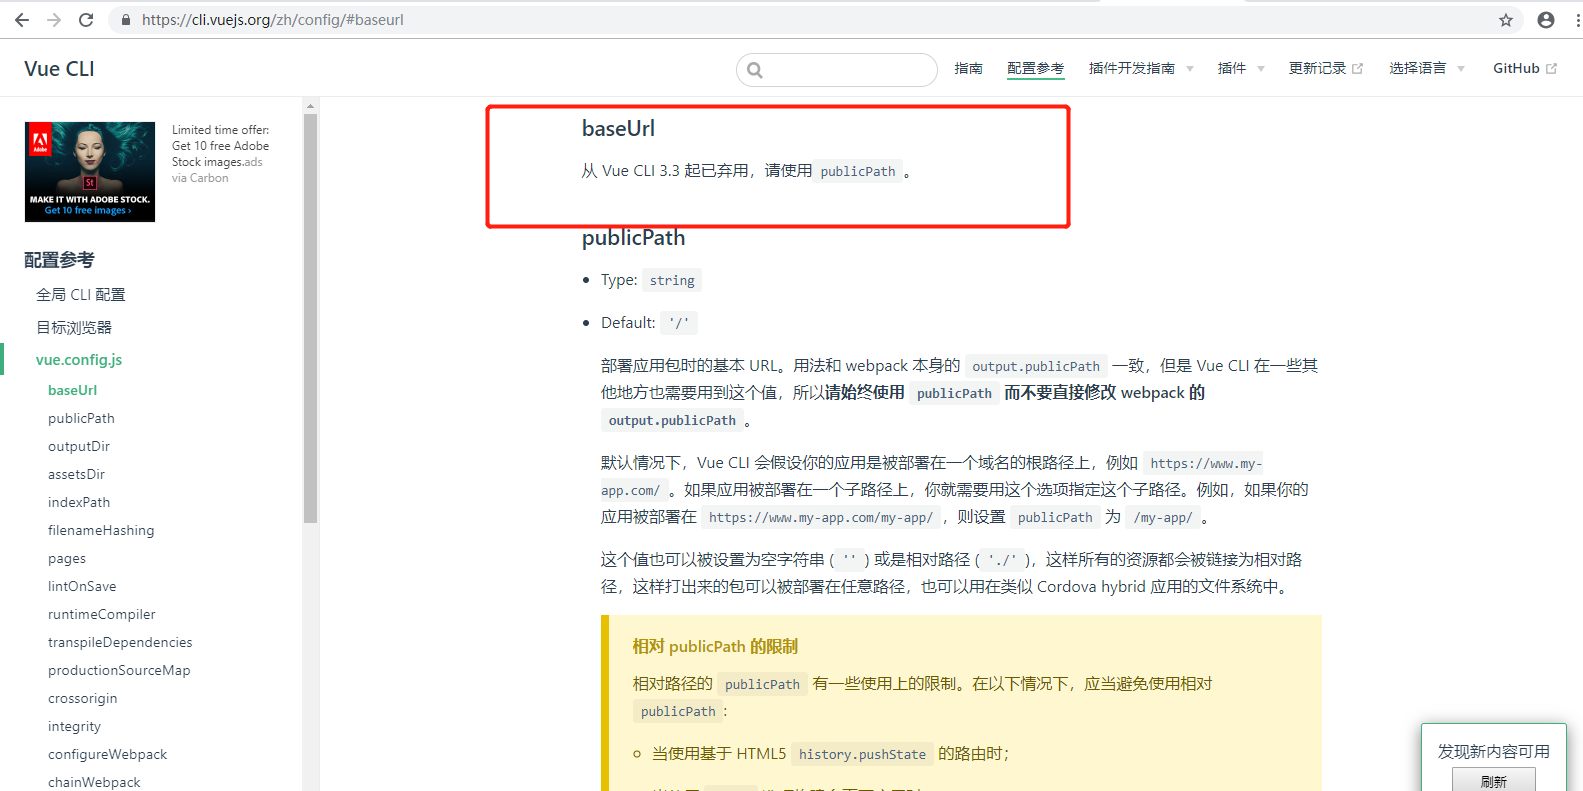 https://cli.vuejs.org/zh/config/#baseurl
Vue CLI
指南 配置参考 插件开发指南 插件 更新记录 选择语言 GitHub
Adobe
St
MAKE IT WITH ADOBE STOCK.
Get 10 free images ›
Limited time offer:
Get 10 free Adobe
Stock images.ads
via Carbon
配置参考
全局 CLI 配置
目标浏览器
vue.config.js
baseUrl
publicPath
outputDir
assetsDir
indexPath
filenameHashing
pages
lintOnSave
runtimeCompiler
transpileDependencies
productionSourceMap
crossorigin
integrity
configureWebpack
chainWebpack
baseUrl
从 Vue CLI 3.3 起已弃用，请使用 publicPath 。
publicPath
Type: string
Default: '/'
部署应用包时的基本 URL。用法和 webpack 本身的 output.publicPath 一致，但是 Vue CLI 在一些其
他地方也需要用到这个值，所以请始终使用 publicPath 而不要直接修改 webpack 的
output.publicPath 。
默认情况下，Vue CLI 会假设你的应用是被部署在一个域名的根路径上，例如 https://www.my-
app.com/ 。如果应用被部署在一个子路径上，你就需要用这个选项指定这个子路径。例如，如果你的
应用被部署在 https://www.my-app.com/my-app/ ，则设置 publicPath 为 /my-app/ 。
这个值也可以被设置为空字符串 ( '' ) 或是相对路径 ( './' )，这样所有的资源都会被链接为相对路
径，这样打出来的包可以被部署在任意路径，也可以用在类似 Cordova hybrid 应用的文件系统中。
相对 publicPath 的限制
相对路径的 publicPath 有一些使用上的限制。在以下情况下，应当避免使用相对
publicPath :
当使用基于 HTML5 history.pushState 的路由时；
发现新内容可用
刷新